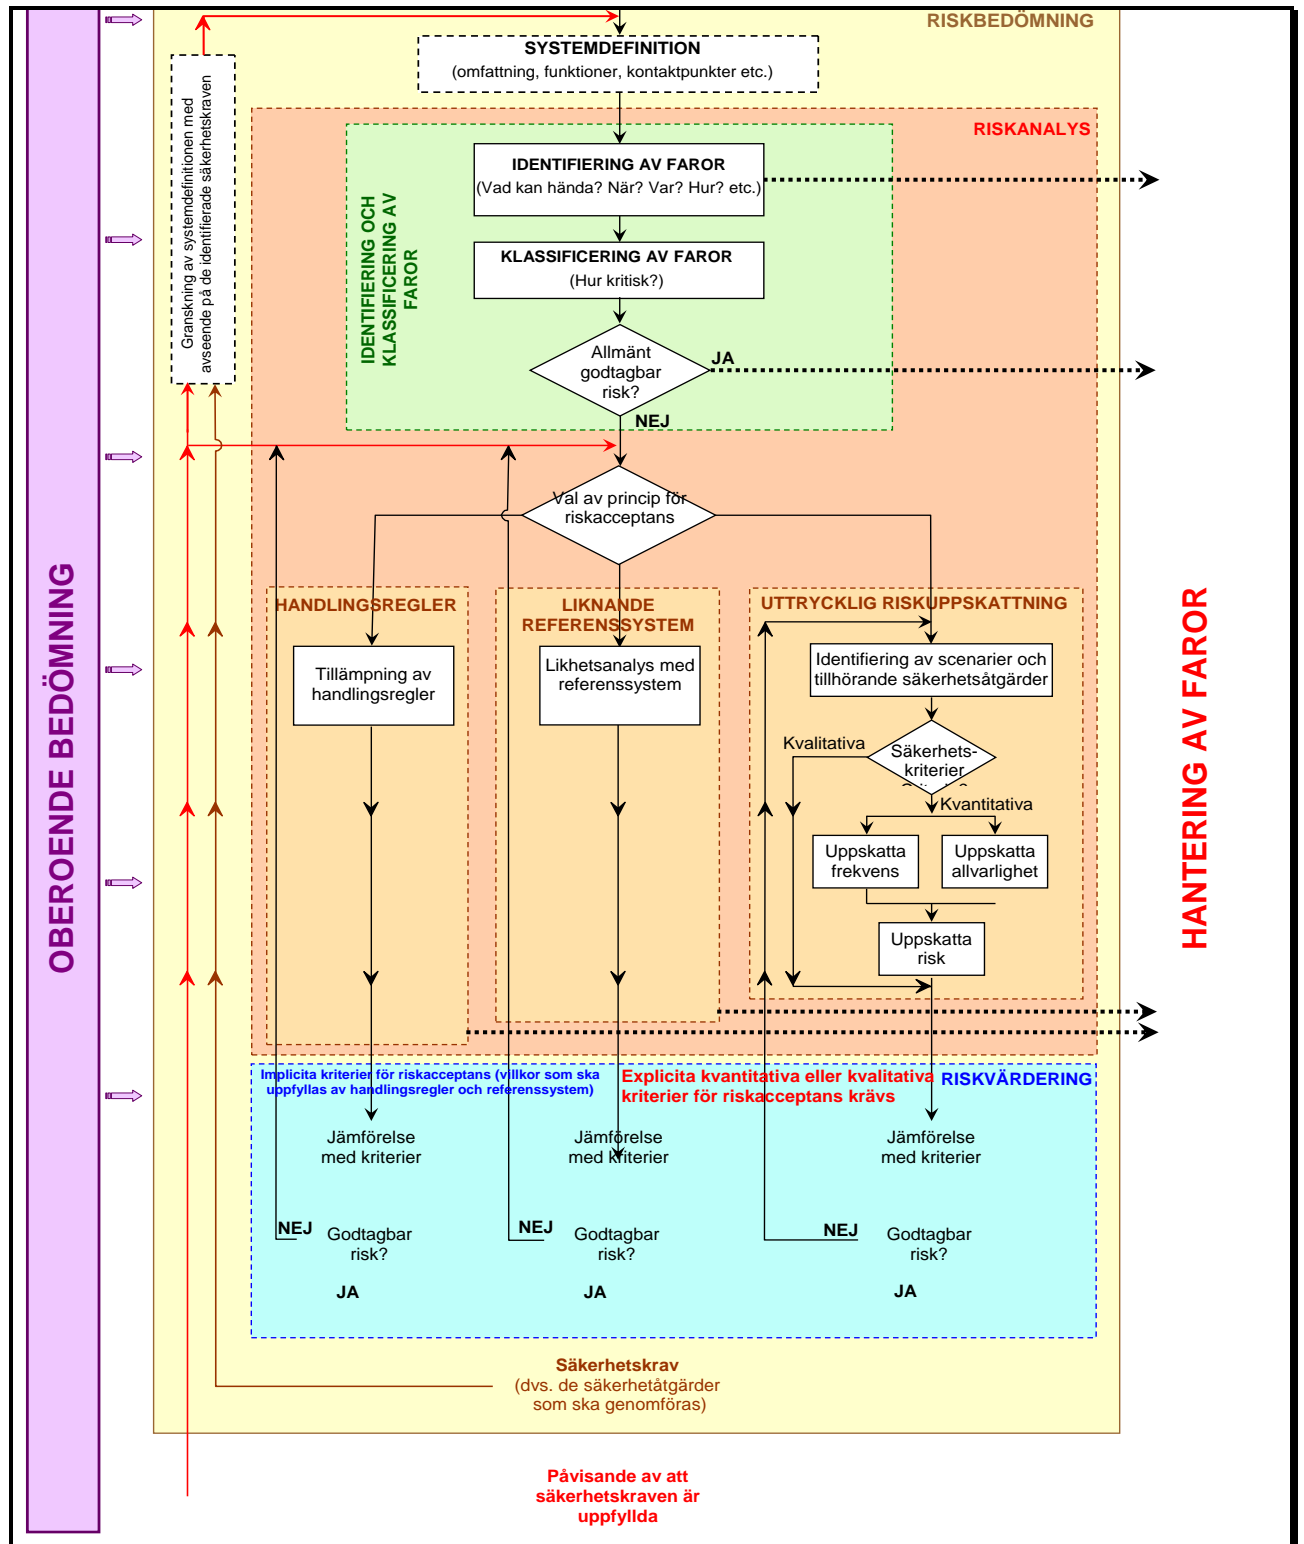 RISKBEDÖMNING
SYSTEMDEFINITION
(omfattning, funktioner, kontaktpunkter etc.)
Granskning av systemdefinitionen med
avseende på de identifierade säkerhetskraven
RISKANALYS
IDENTIFIERING OCH
KLASSIFICERING AV
FAROR
IDENTIFIERING AV FAROR
(Vad kan hända? När? Var? Hur? etc.)
KLASSIFICERING AV FAROR
(Hur kritisk?)
Allmänt
godtagbar
risk?
JA
NEJ
Val av princip för
riskacceptans
OBEROENDE BEDÖMNING
HANTERING AV FAROR
HANDLINGSREGLER
Tillämpning av
handlingsregler
LIKNANDE
REFERENSSYSTEM
Likhetsanalys med
referenssystem
UTTRYCKLIG RISKUPPSKATTNING
Identifiering av scenarier och
tillhörande säkerhetsåtgärder
Kvalitativa
Säkerhets-
kriterier
Kvantitativa
Uppskatta
frekvens
Uppskatta
allvarlighet
Uppskatta
risk
Implicita kriterier för riskacceptans (villkor som ska
uppfyllas av handlingsregler och referenssystem)
Explicita kvantitativa eller kvalitativa
kriterier för riskacceptans krävs
RISKVÄRDERING
Jämförelse
med kriterier
Jämförelse
med kriterier
Jämförelse
med kriterier
NEJ
Godtagbar
risk?
JA
NEJ
Godtagbar
risk?
JA
NEJ
Godtagbar
risk?
JA
Säkerhetskrav
(dvs. de säkerhetåtgärder
som ska genomföras)
Påvisande av att
säkerhetskraven är
uppfyllda